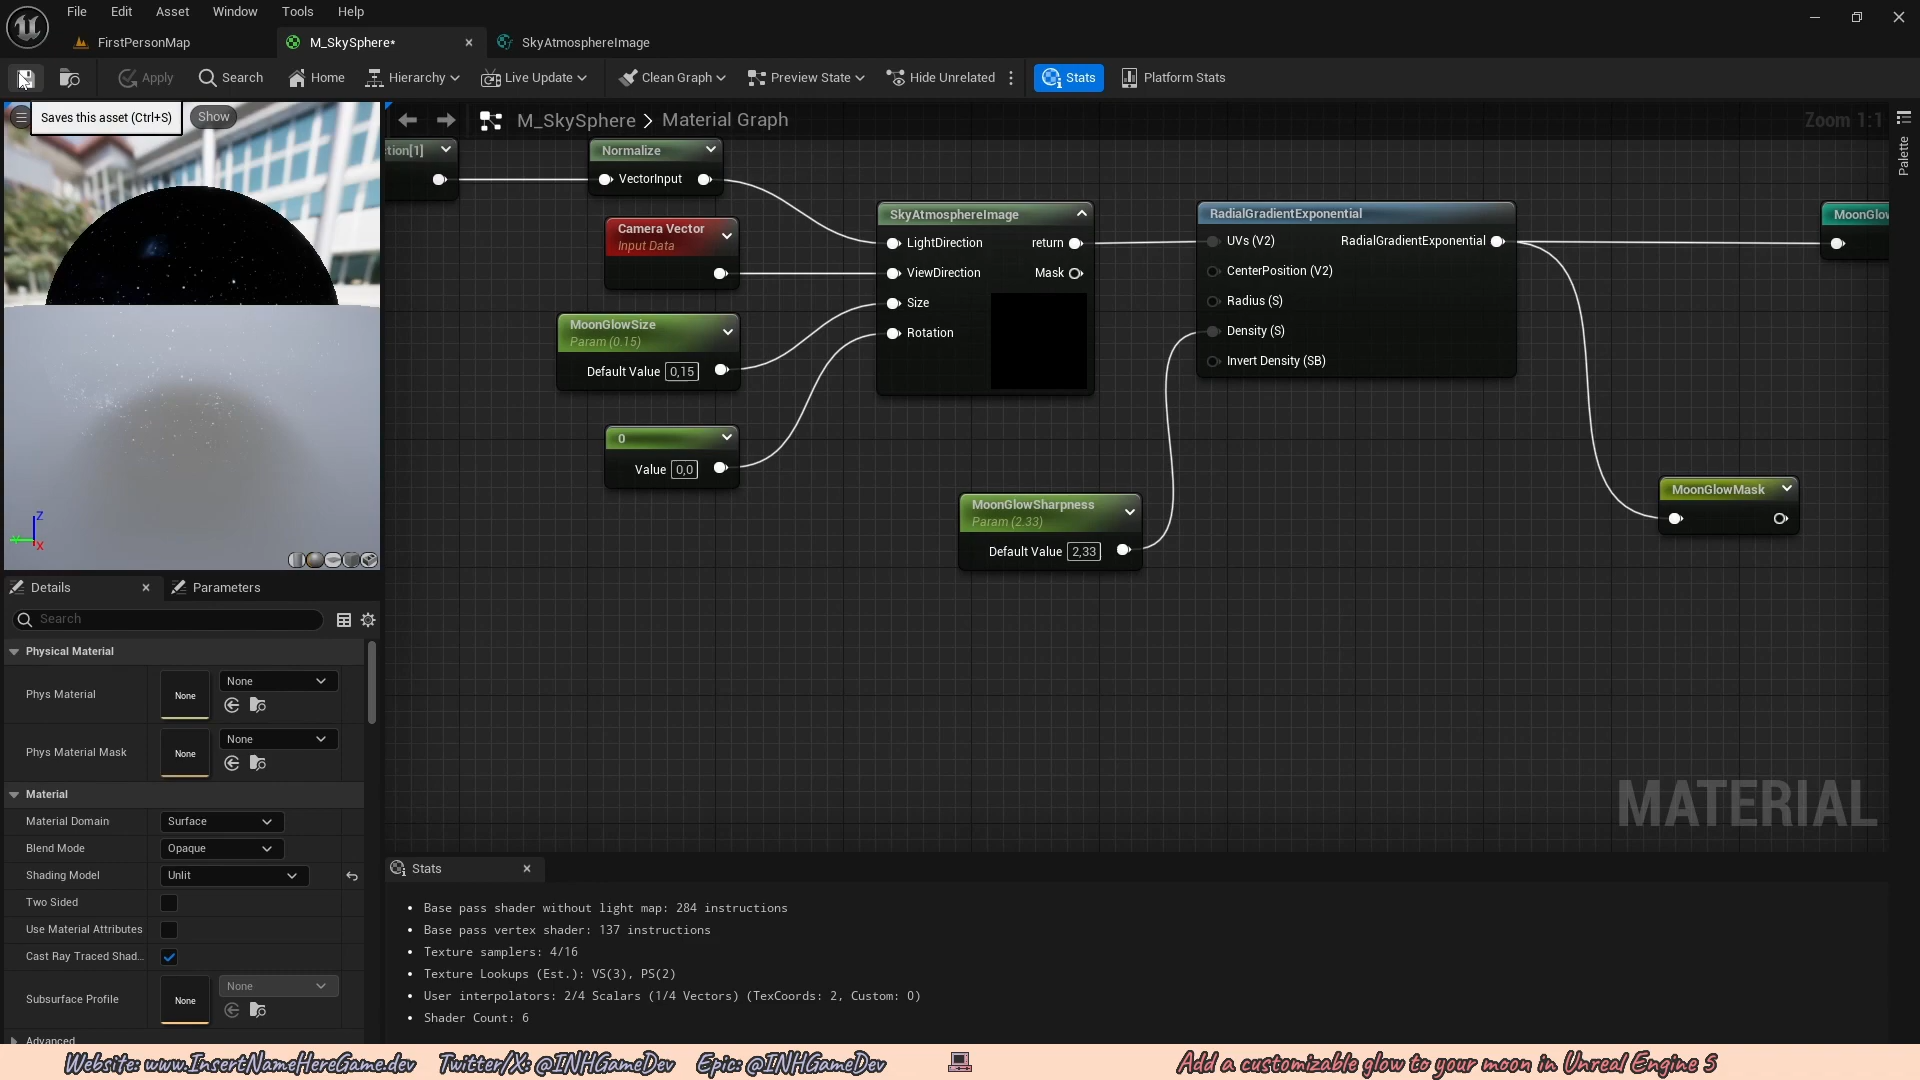 File Edit Asset Window Tools Help
FirstPersonMap M_SkySphere* SkyAtmosphereImage
Apply Search Home Hierarchy Live Update Clean Graph Preview State Hide Unrelated Stats Platform Stats
Saves this asset (Ctrl+S) Show
M_SkySphere > Material Graph Zoom 1:1
Palette
ction[1]
Normalize
VectorInput
Camera Vector
Input Data
MoonGlowSize
Param (0.15)
Default Value 0,15
0
Value 0,0
SkyAtmosphereImage
LightDirection return
ViewDirection Mask
Size
Rotation
RadialGradientExponential
UVs (V2) RadialGradientExponential
CenterPosition (V2)
Radius (S)
Density (S)
Invert Density (SB)
MoonGlow
MoonGlowSharpness
Param (2.33)
Default Value 2,33
MoonGlowMask
MATERIAL
Z
X
Details Parameters
Search
Physical Material
Phys Material None None
Phys Material Mask None None
Material
Material Domain Surface
Blend Mode Opaque
Shading Model Unlit
Two Sided
Use Material Attributes
Cast Ray Traced Shad...
Subsurface Profile None None
Advanced
Stats
• Base pass shader without light map: 284 instructions
• Base pass vertex shader: 137 instructions
• Texture samplers: 4/16
• Texture Lookups (Est.): VS(3), PS(2)
• User interpolators: 2/4 Scalars (1/4 Vectors) (TexCoords: 2, Custom: 0)
• Shader Count: 6
Website: www.InsertNameHereGame.dev Twitter/X: @INHGameDev Epic: @INHGameDev Add a customizable glow to your moon in Unreal Engine 5